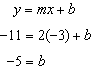 y = mx + b
-11 = 2(-3) + b
-5 = b